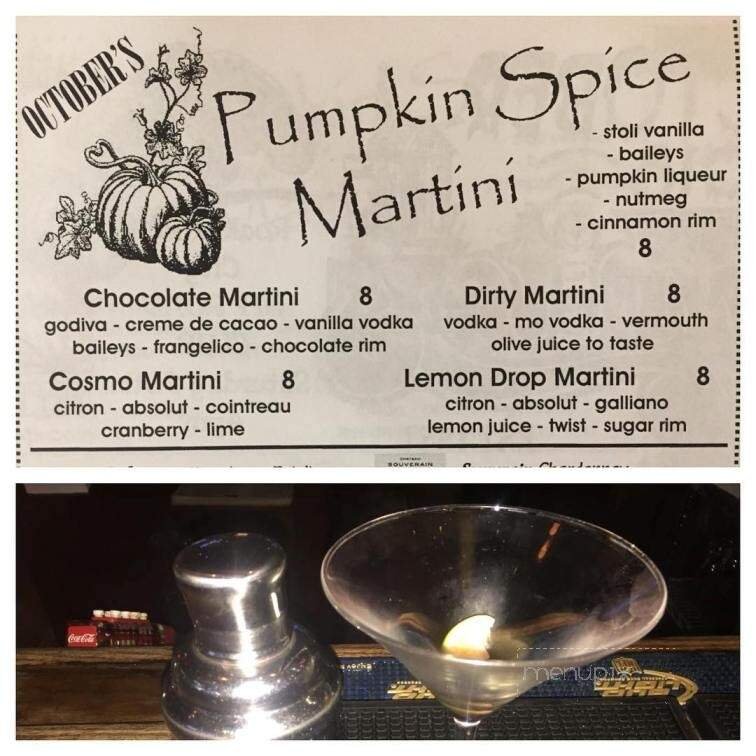 OCTOBER'S
Pumpkin Spice
Martini
- stoli vanilla
- baileys
- pumpkin liqueur
- nutmeg
- cinnamon rim
8
Chocolate Martini 8
godiva - creme de cacao - vanilla vodka
baileys - frangelico - chocolate rim
Dirty Martini 8
vodka - mo vodka - vermouth
olive juice to taste
Cosmo Martini 8
citron - absolut - cointreau
cranberry - lime
Lemon Drop Martini 8
citron - absolut - galliano
lemon juice - twist - sugar rim
SOUVERAIN
Coca-Cola
menupix